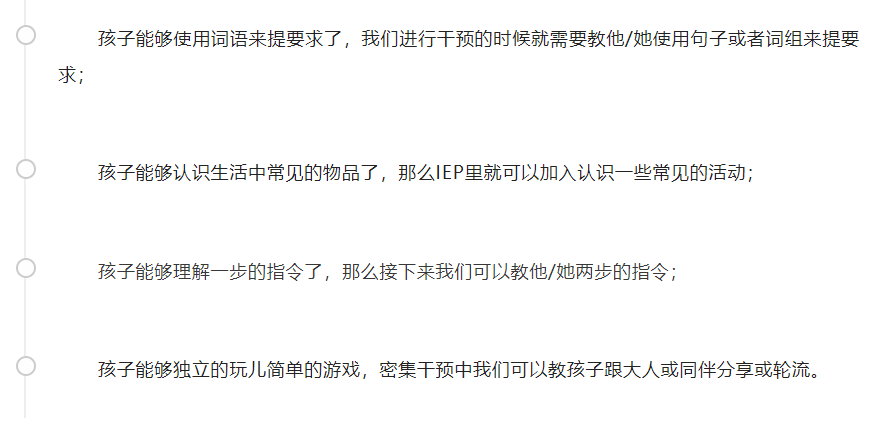 孩子能够使用词语来提要求了，我们进行干预的时候就需要教他/她使用句子或者词组来提要
求；
孩子能够认识生活中常见的物品了，那么IEP里就可以加入认识一些常见的活动；
孩子能够理解一步的指令了，那么接下来我们可以教他/她两步的指令；
孩子能够独立的玩儿简单的游戏，密集干预中我们可以教孩子跟大人或同伴分享或轮流。